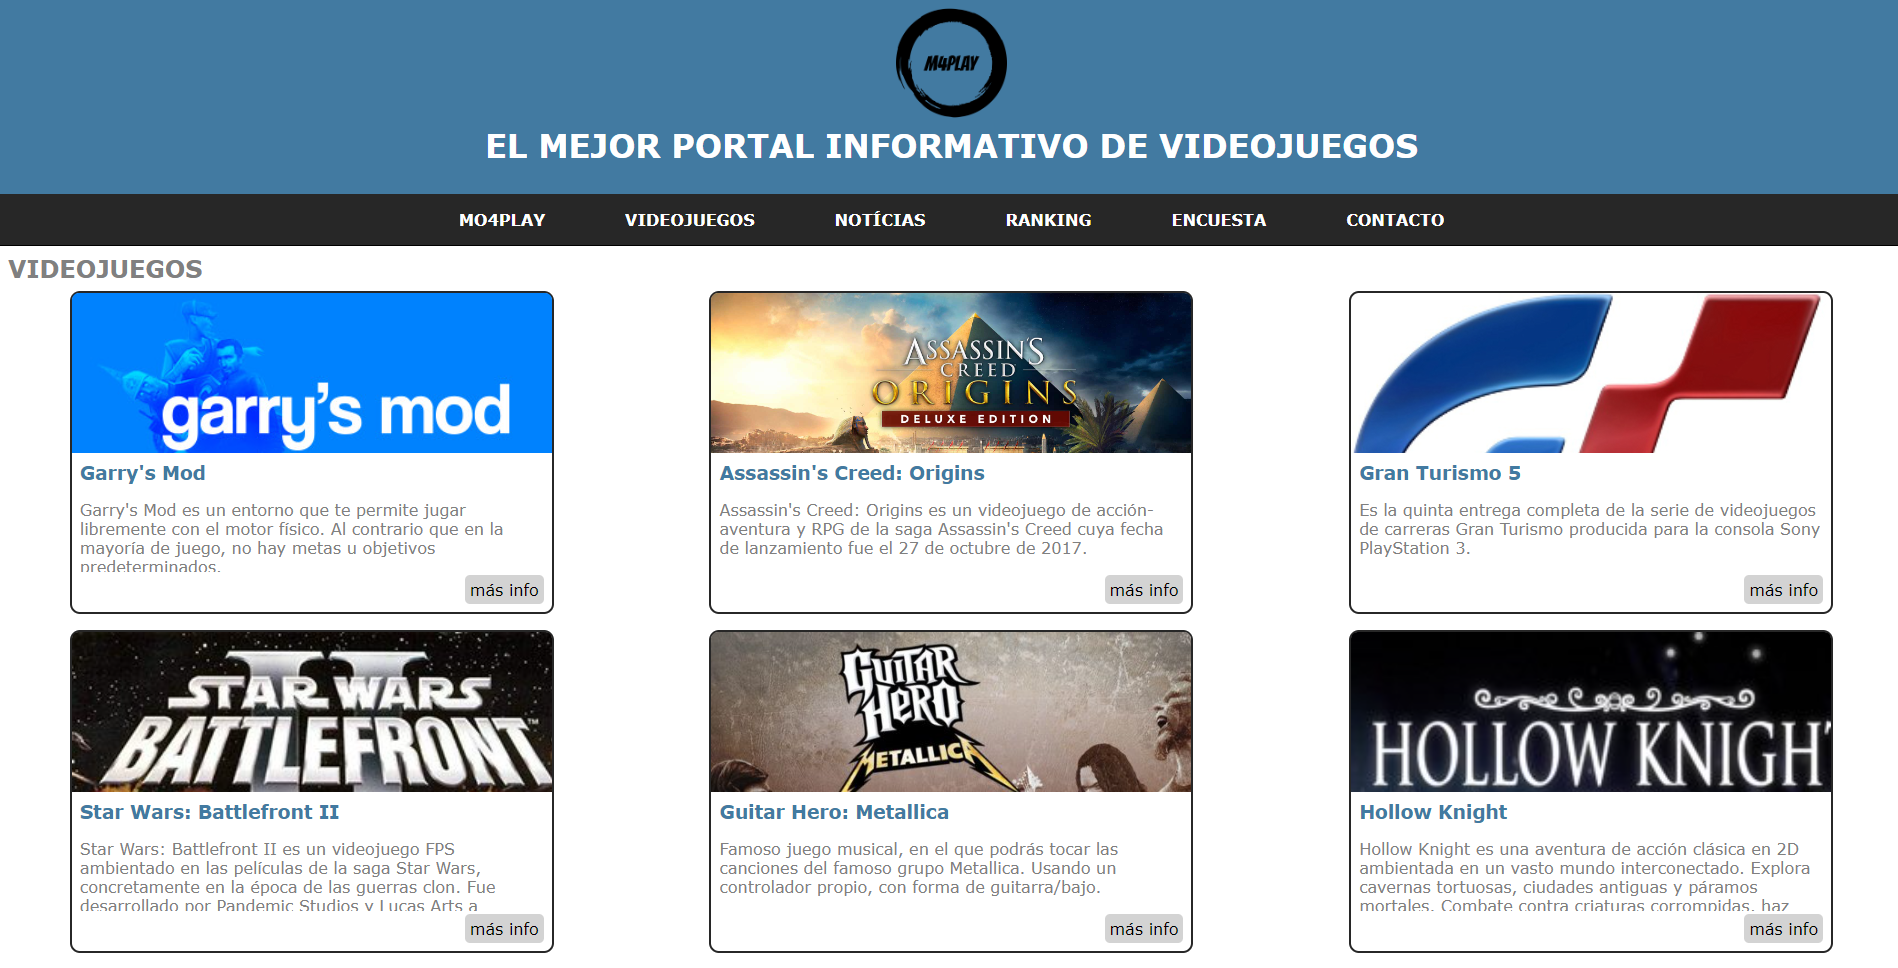 M4PLAY
EL MEJOR PORTAL INFORMATIVO DE VIDEOJUEGOS
MO4PLAY VIDEOJUEGOS NOTÍCIAS RANKING ENCUESTA CONTACTO
VIDEOJUEGOS
garry's mod
Garry's Mod
Garry's Mod es un entorno que te permite jugar
libremente con el motor físico. Al contrario que en la
mayoría de juego, no hay metas u objetivos
predeterminados.
más info
ASSASSIN'S
CREED
ORIGINS
DELUXE EDITION
Assassin's Creed: Origins
Assassin's Creed: Origins es un videojuego de acción-
aventura y RPG de la saga Assassin's Creed cuya fecha
de lanzamiento fue el 27 de octubre de 2017.
más info
Gran Turismo 5
Es la quinta entrega completa de la serie de videojuegos
de carreras Gran Turismo producida para la consola Sony
PlayStation 3.
más info
II
STAR WARS
BATTLEFRONT™
Star Wars: Battlefront II
Star Wars: Battlefront II es un videojuego FPS
ambientado en las películas de la saga Star Wars,
concretamente en la época de las guerras clon. Fue
desarrollado por Pandemic Studios y Lucas Arts a
más info
GUITAR
HERO
METALLICA
Guitar Hero: Metallica
Famoso juego musical, en el que podrás tocar las
canciones del famoso grupo Metallica. Usando un
controlador propio, con forma de guitarra/bajo.
más info
HOLLOW KNIGHT
Hollow Knight
Hollow Knight es una aventura de acción clásica en 2D
ambientada en un vasto mundo interconectado. Explora
cavernas tortuosas, ciudades antiguas y páramos
mortales. Combate contra criaturas corrompidas, haz
más info